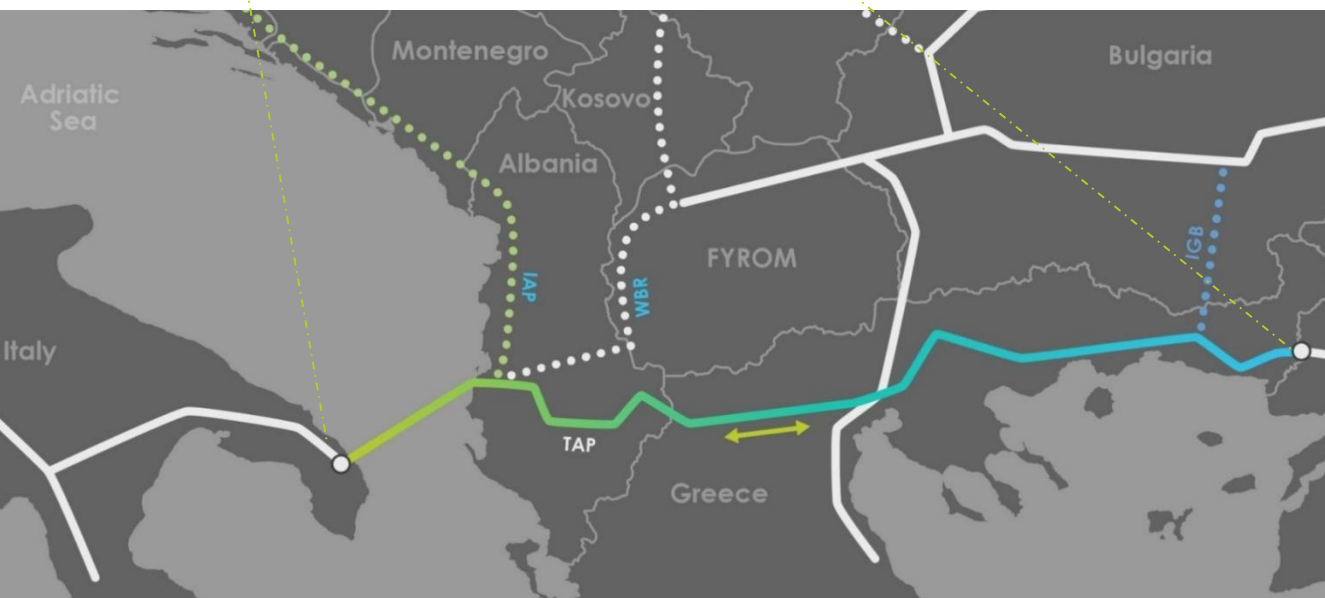 Montenegro
Bulgaria
Adriatic
Sea
Kosovo
Albania
IGB
FYROM
IAP
WBR
Italy
TAP
Greece